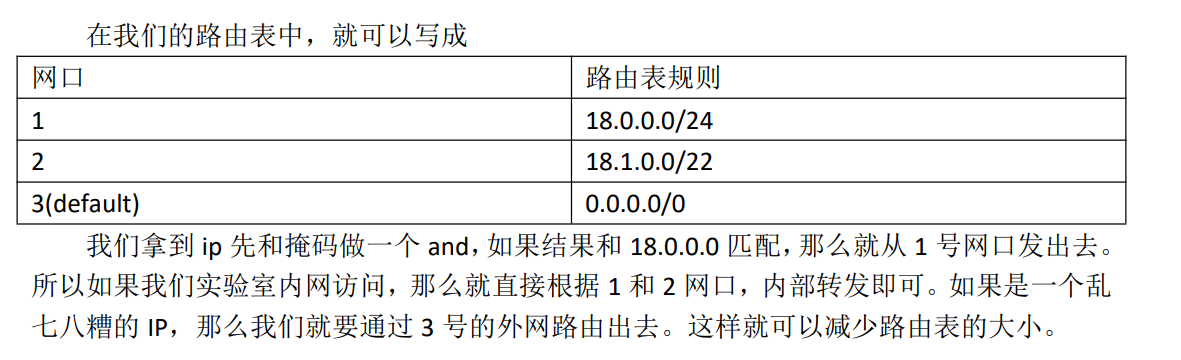 在我们的路由表中，就可以写成
网口 路由表规则
1 18.0.0.0/24
2 18.1.0.0/22
3(default) 0.0.0.0/0
我们拿到 ip 先和掩码做一个 and，如果结果和 18.0.0.0 匹配，那么就从 1 号网口发出去。
所以如果我们实验室内网访问，那么就直接根据 1 和 2 网口，内部转发即可。如果是一个乱
七八糟的 IP，那么我们就要通过 3 号的外网路由出去。这样就可以减少路由表的大小。